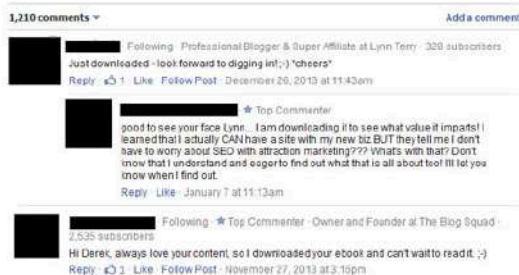 1,210 comments
Add a comment
Following · Professional Blogger & Super Affiliate at Lynn Terry · 328 subscribers
Just downloaded - look forward to digging in! ;-) *cheers*
Reply · 1 · Like · Follow Post · December 26, 2013 at 11:43am
Top Commenter
good to see your face Lynn... I am downloading it to see what value it imparts! I
learned that I actually CAN have a site with my new biz BUT they tell me I don't
have to worry about SEO with attraction marketing??? What's with that? Don't
know that I understand and eager to find out what that is all about too! I'll let you
know when I find out.
Reply · Like · January 7 at 11:13am
Following · Top Commenter · Owner and Founder at The Blog Squad ·
2,535 subscribers
Hi Derek, always love your content, so I downloaded your ebook and can't wait to read it. ;-)
Reply · 1 · Like · Follow Post · November 27, 2013 at 3:15pm